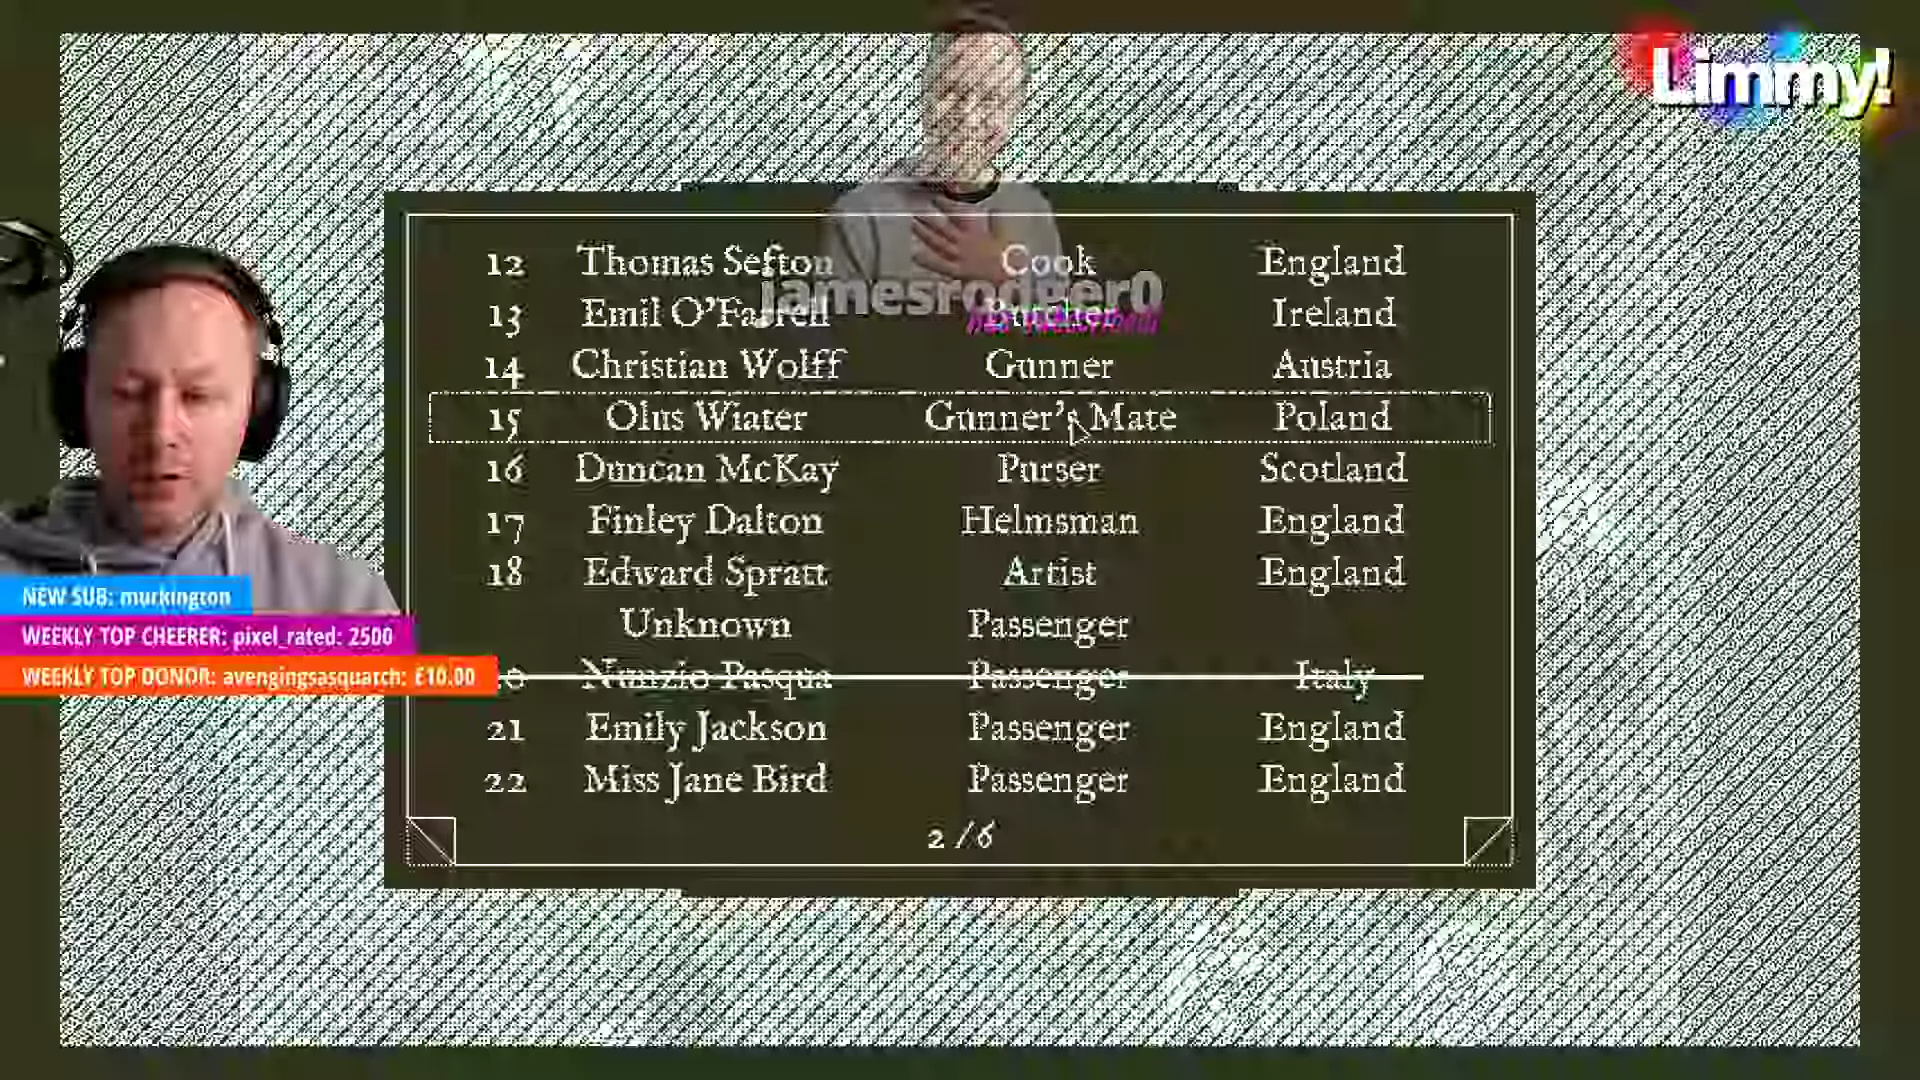 Limmy!
12 Thomas Sefton Cook England
jamesrodger0
13 Emil O'Farrell Butcher Ireland
14 Christian Wolff Gunner Austria
15 Olus Wiater Gunner's Mate Poland
16 Duncan McKay Purser Scotland
17 Finley Dalton Helmsman England
18 Edward Spratt Artist England
Unknown Passenger
Nunzio Pasqua Passenger Italy
21 Emily Jackson Passenger England
22 Miss Jane Bird Passenger England
2 / 6
NEW SUB: murkington
WEEKLY TOP CHEERER: pixel_rated: 2500
WEEKLY TOP DONOR: avengingsasquatch: £10.00